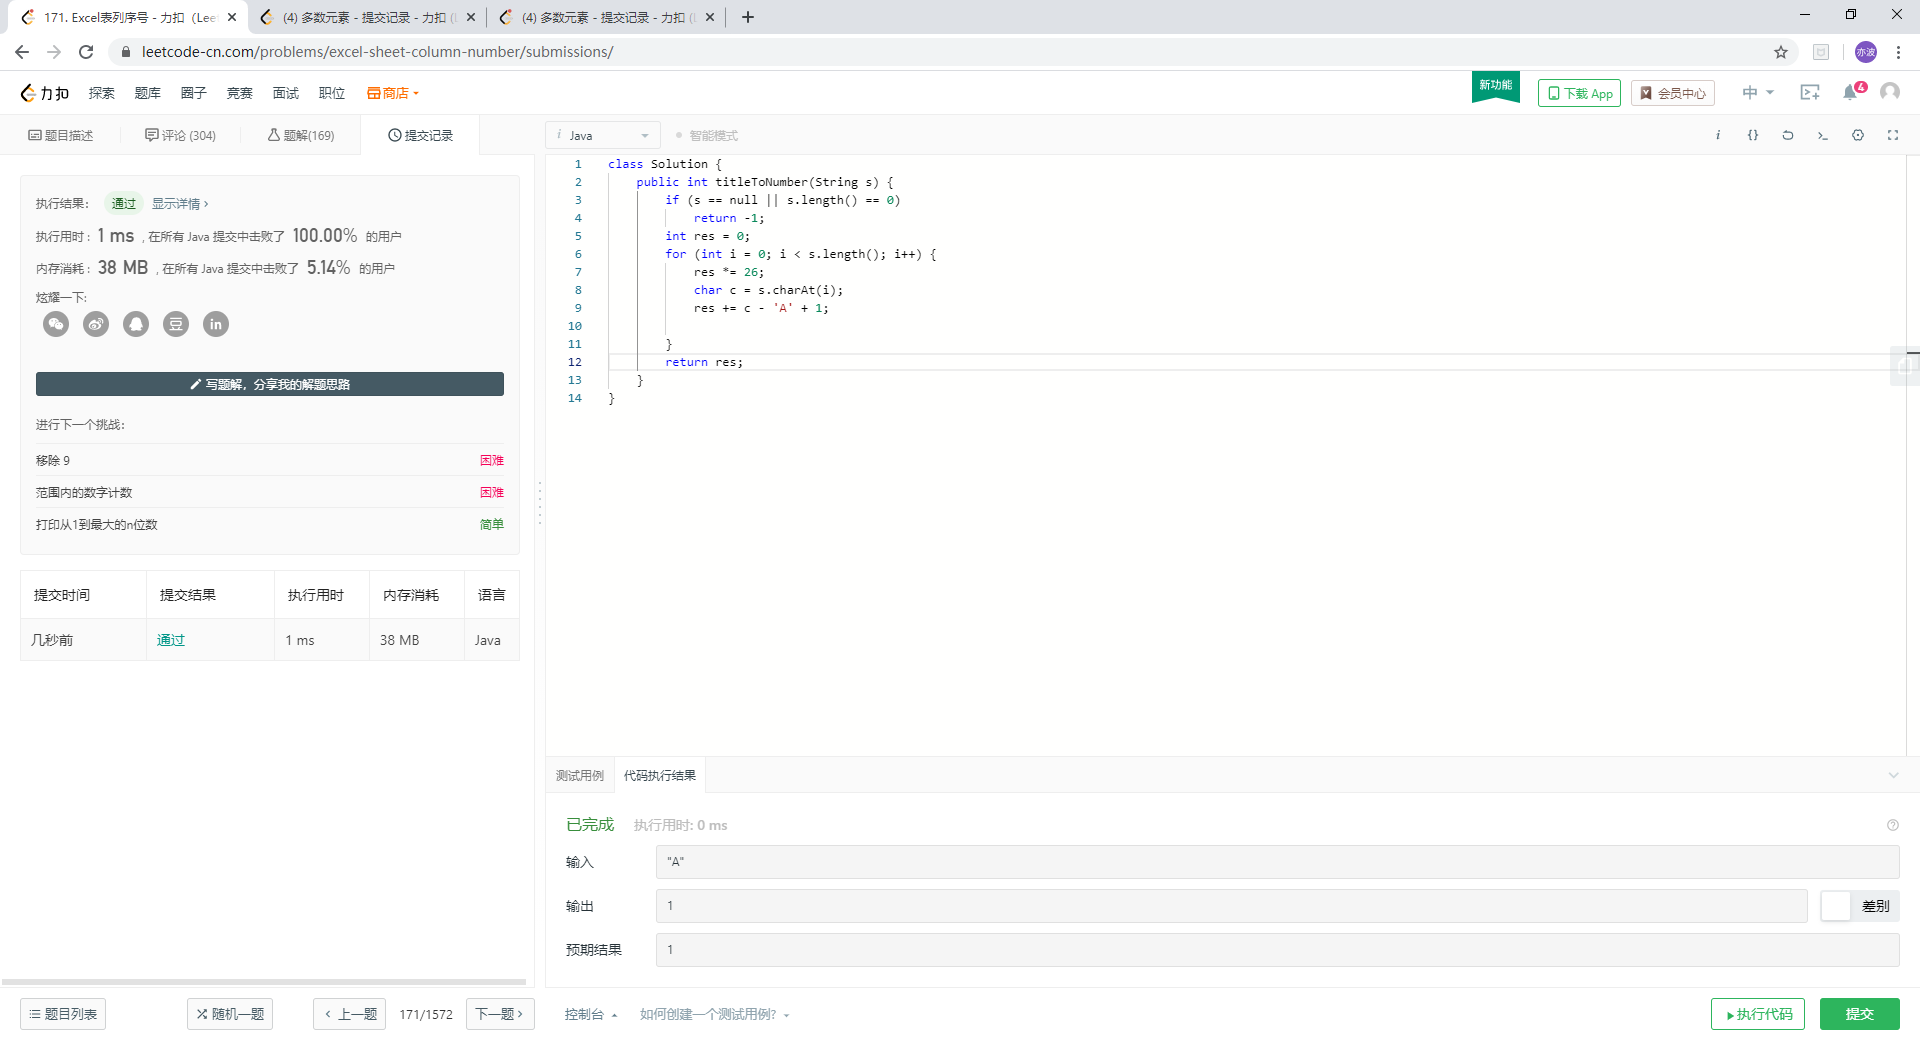 171. Excel表列序号 - 力扣（Lee
(4) 多数元素 - 提交记录 - 力扣 (
(4) 多数元素 - 提交记录 - 力扣 (
leetcode-cn.com/problems/excel-sheet-column-number/submissions/
亦波
力扣
探索
题库
圈子
竞赛
面试
职位
商店
新功能
下载 App
会员中心
中
4
题目描述
评论 (304)
题解(169)
提交记录
i Java
智能模式
执行结果：
通过
显示详情 ›
执行用时 : 1 ms , 在所有 Java 提交中击败了 100.00% 的用户
内存消耗 : 38 MB , 在所有 Java 提交中击败了 5.14% 的用户
炫耀一下:
豆
in
写题解，分享我的解题思路
进行下一个挑战：
移除 9
困难
范围内的数字计数
困难
打印从1到最大的n位数
简单
提交时间
提交结果
执行用时
内存消耗
语言
几秒前
通过
1 ms
38 MB
Java
1 class Solution {
2 public int titleToNumber(String s) {
3 if (s == null || s.length() == 0)
4 return -1;
5 int res = 0;
6 for (int i = 0; i < s.length(); i++) {
7 res *= 26;
8 char c = s.charAt(i);
9 res += c - 'A' + 1;
10
11 }
12 return res;
13 }
14 }
测试用例
代码执行结果
已完成
执行用时: 0 ms
输入
"A"
输出
1
差别
预期结果
1
题目列表
随机一题
‹ 上一题
171/1572
下一题 ›
控制台
如何创建一个测试用例?
执行代码
提交